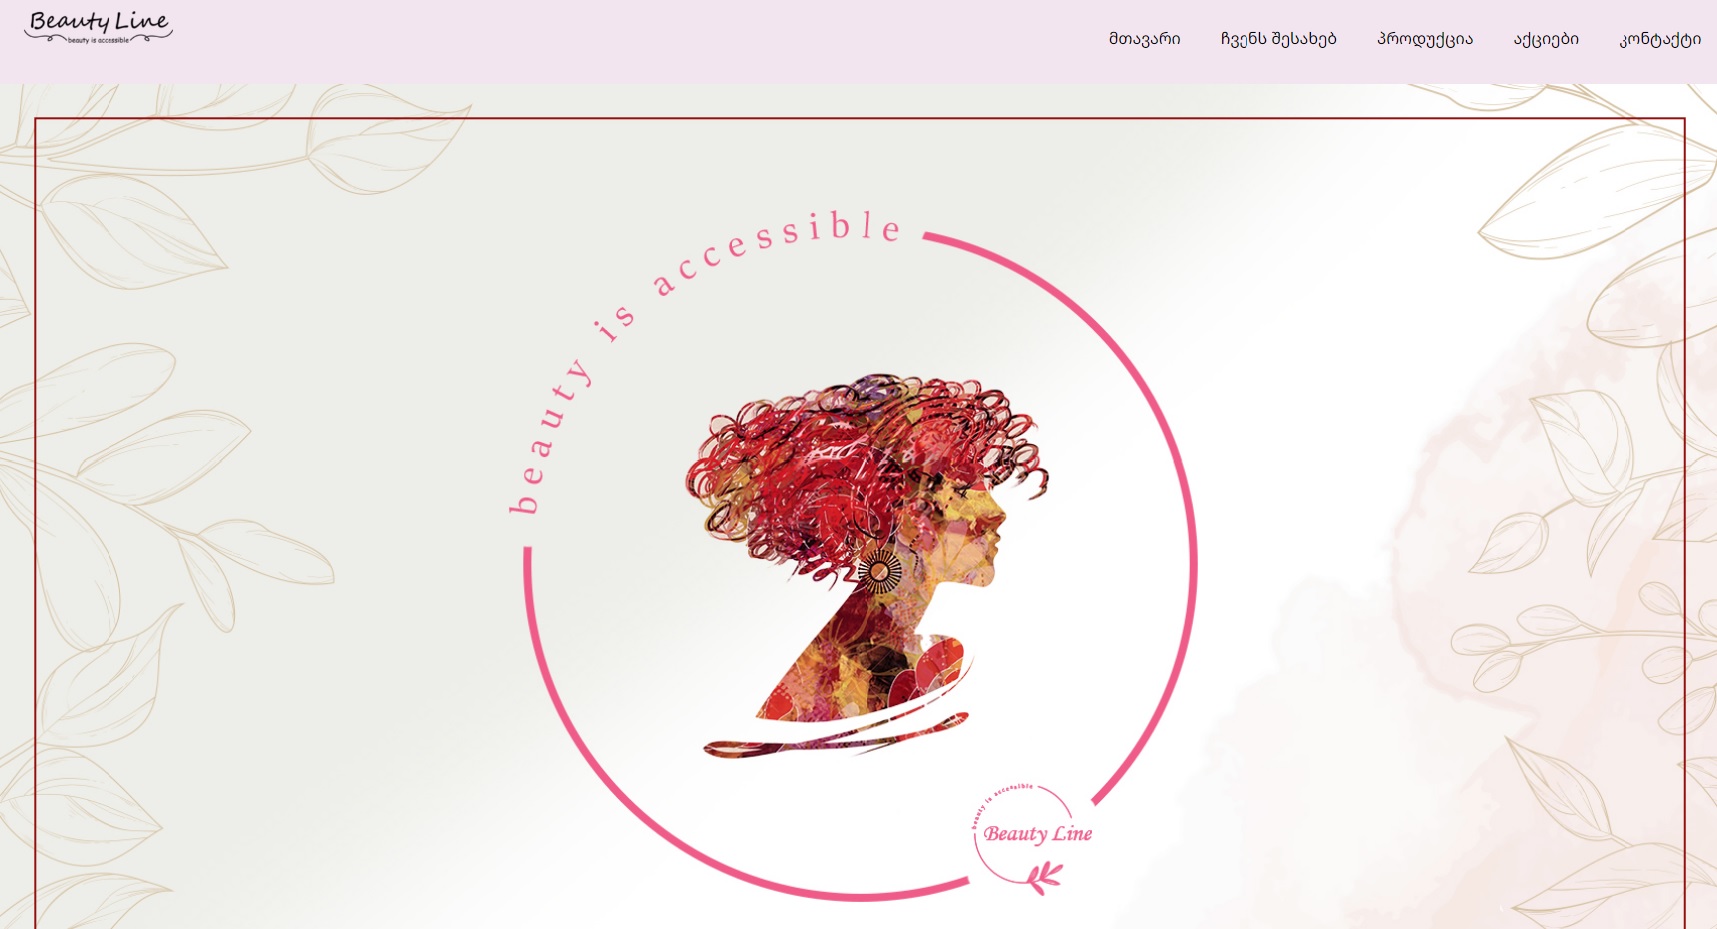 Beauty Line
beauty is accessible
მთავარი
ჩვენს შესახებ
პროდუქცია
აქციები
კონტაქტი
beauty is accessible
beauty is accessible
Beauty Line